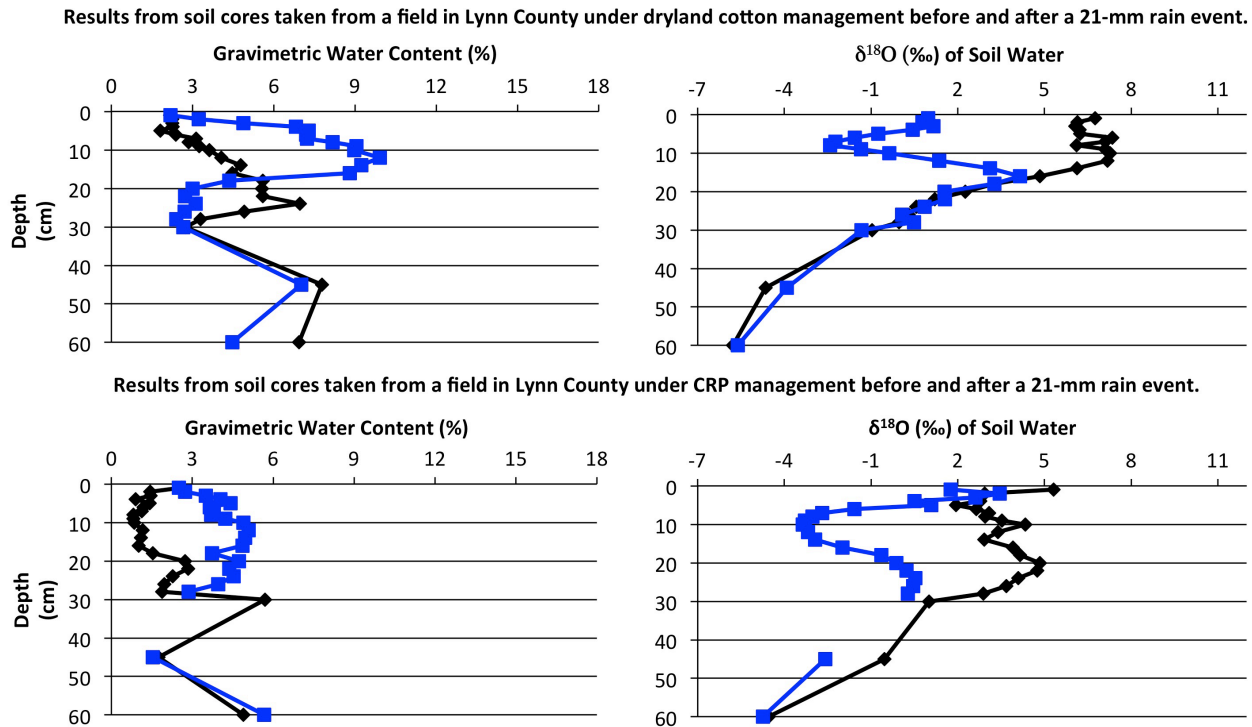 Results from soil cores taken from a field in Lynn County under dryland cotton management before and after a 21-mm rain event.
Gravimetric Water Content (%)
0 3 6 9 12 15 18
0
10
20
30
40
50
60
Depth
(cm)
δ18O (‰) of Soil Water
-7 -4 -1 2 5 8 11
0
10
20
30
40
50
60
Results from soil cores taken from a field in Lynn County under CRP management before and after a 21-mm rain event.
Gravimetric Water Content (%)
0 3 6 9 12 15 18
0
10
20
30
40
50
60
Depth
(cm)
δ18O (‰) of Soil Water
-7 -4 -1 2 5 8 11
0
10
20
30
40
50
60